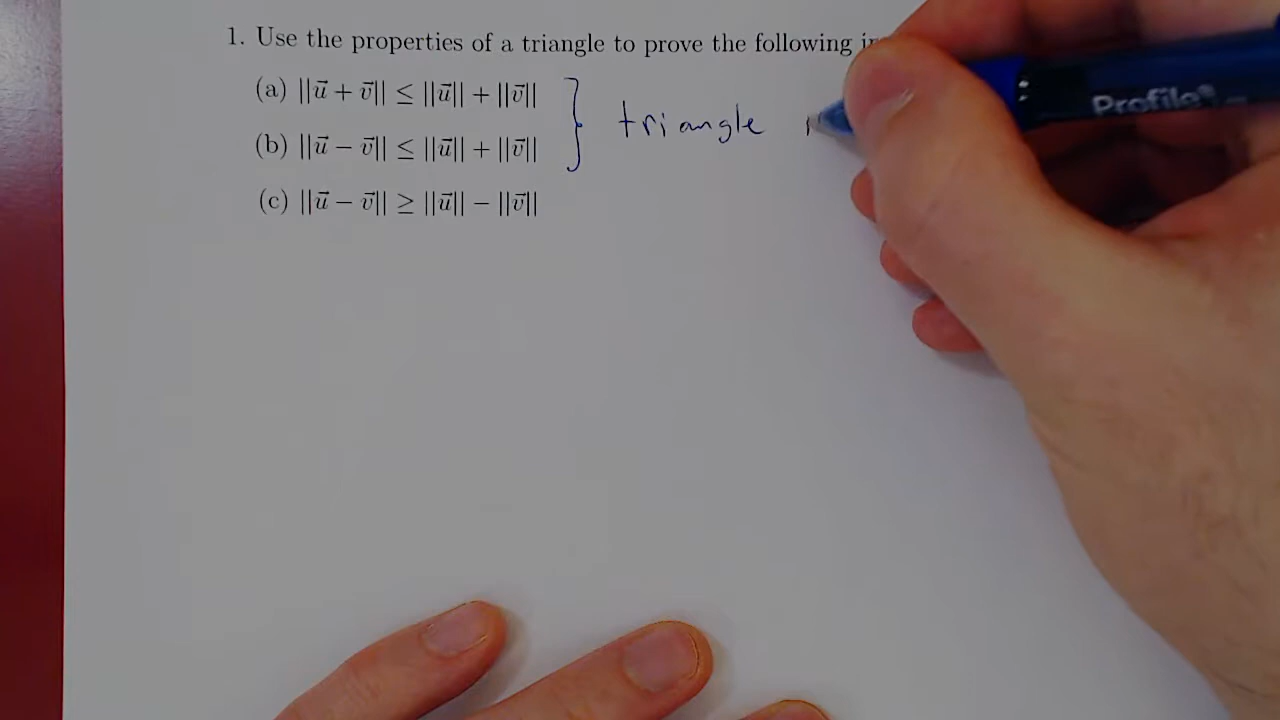 1. Use the properties of a triangle to prove the following
(a) ||u⃗ + v⃗|| ≤ ||u⃗|| + ||v⃗|| } triangle
(b) ||u⃗ − v⃗|| ≤ ||u⃗|| + ||v⃗||
(c) ||u⃗ − v⃗|| ≥ ||u⃗|| − ||v⃗||
Profile®